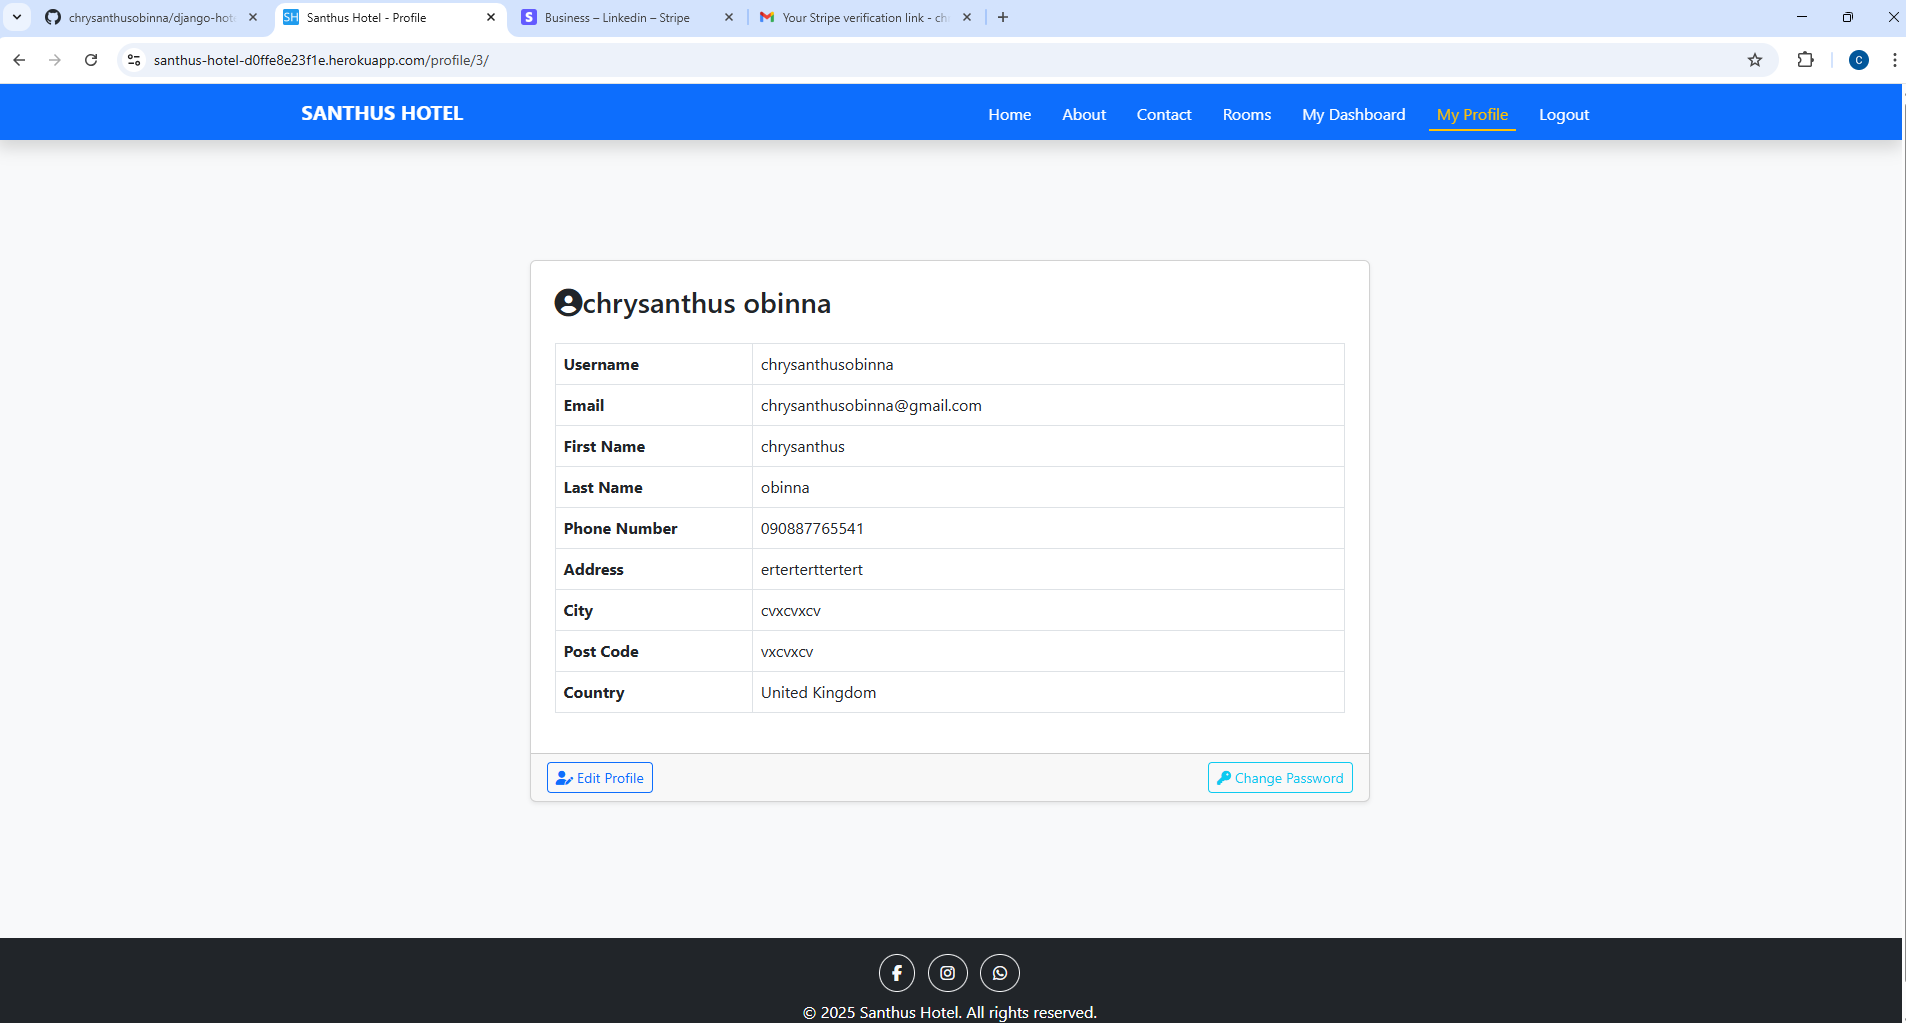 chrysanthusobinna/django-hot
SH Santhus Hotel - Profile
S Business – Linkedin – Stripe
Your Stripe verification link - ch
santhus-hotel-d0ffe8e23f1e.herokuapp.com/profile/3/
C
SANTHUS HOTEL
Home About Contact Rooms My Dashboard My Profile Logout
chrysanthus obinna
Username chrysanthusobinna
Email chrysanthusobinna@gmail.com
First Name chrysanthus
Last Name obinna
Phone Number 090887765541
Address erterterttertert
City cvxcvxcv
Post Code vxcvxcv
Country United Kingdom
Edit Profile Change Password
© 2025 Santhus Hotel. All rights reserved.